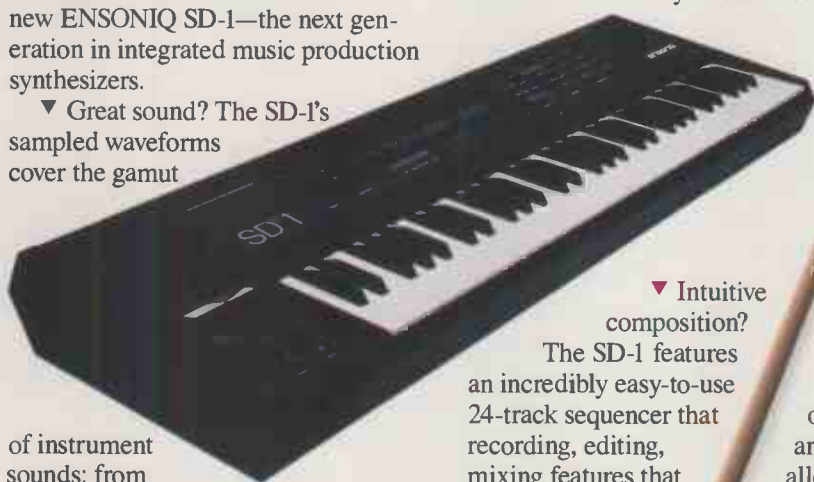 new ENSONIQ SD-1—the next gen-
eration in integrated music production
synthesizers.
▼ Great sound? The SD-1's
sampled waveforms
cover the gamut
SD-1
of instrument
sounds: from
▼ Intuitive
composition?
The SD-1 features
an incredibly easy-to-use
24-track sequencer that
recording, editing,
mixing features that